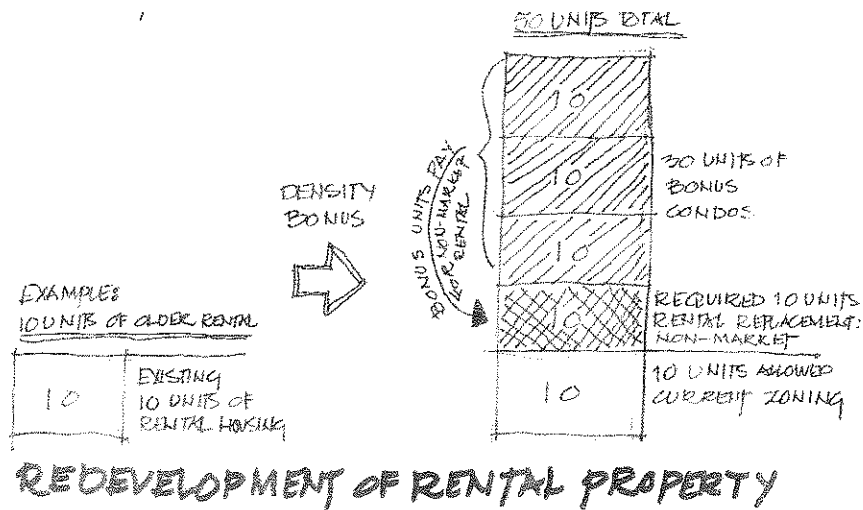 50 UNITS TOTAL
10
10
30 UNITS OF
BONUS
CONDOS
10
BONUS UNITS PAY
FOR NON-MARKET
RENTAL
DENSITY
BONUS
10
REQUIRED 10 UNITS
RENTAL REPLACEMENT:
NON-MARKET
10
10 UNITS ALLOWED
CURRENT ZONING
EXAMPLE:
10 UNITS OF OLDER RENTAL
10
EXISTING
10 UNITS OF
RENTAL HOUSING
REDEVELOPMENT OF RENTAL PROPERTY